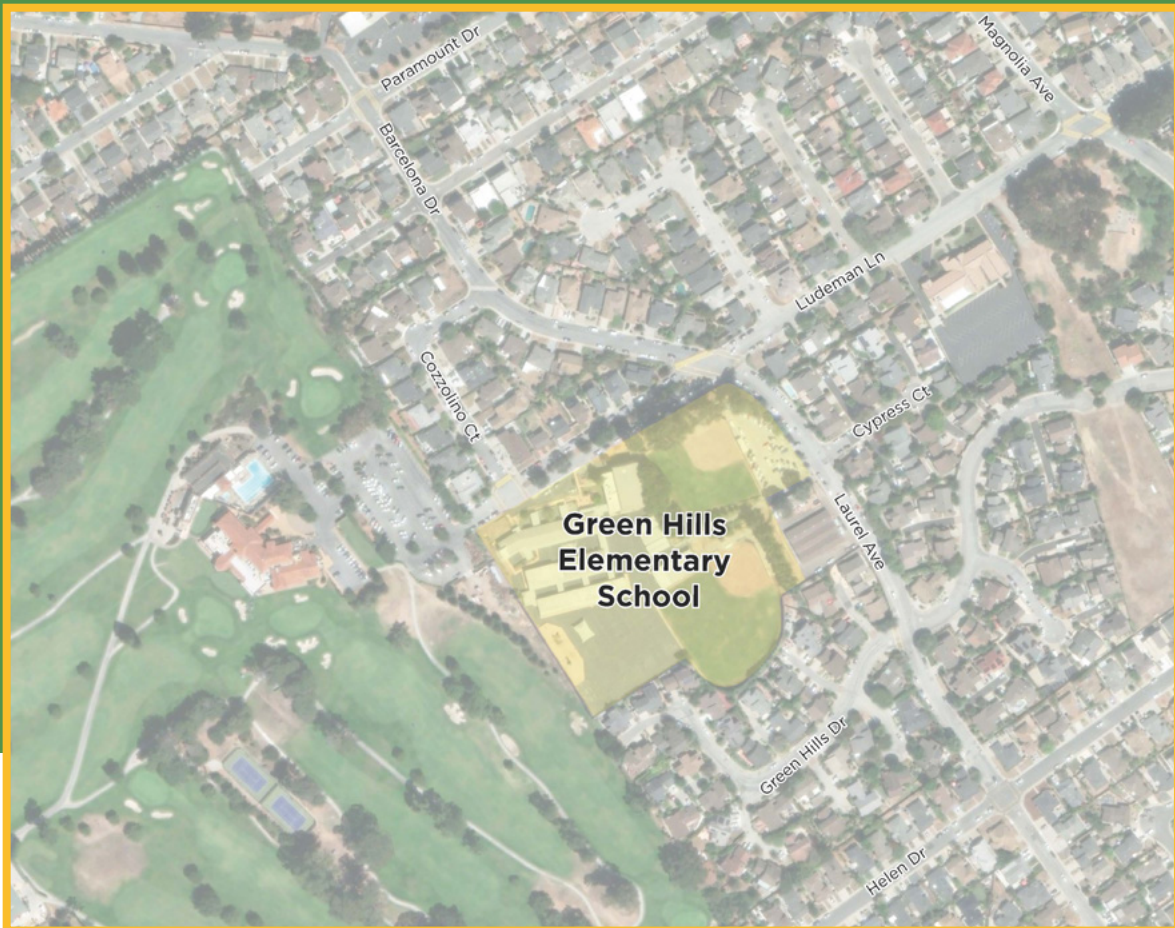 Paramount Dr
Magnolia Ave
Barcelona Dr
Ludeman Ln
Cozzolino Ct
Cypress Ct
Laurel Ave
Green Hills
Elementary
School
Green Hills Dr
Helen Dr